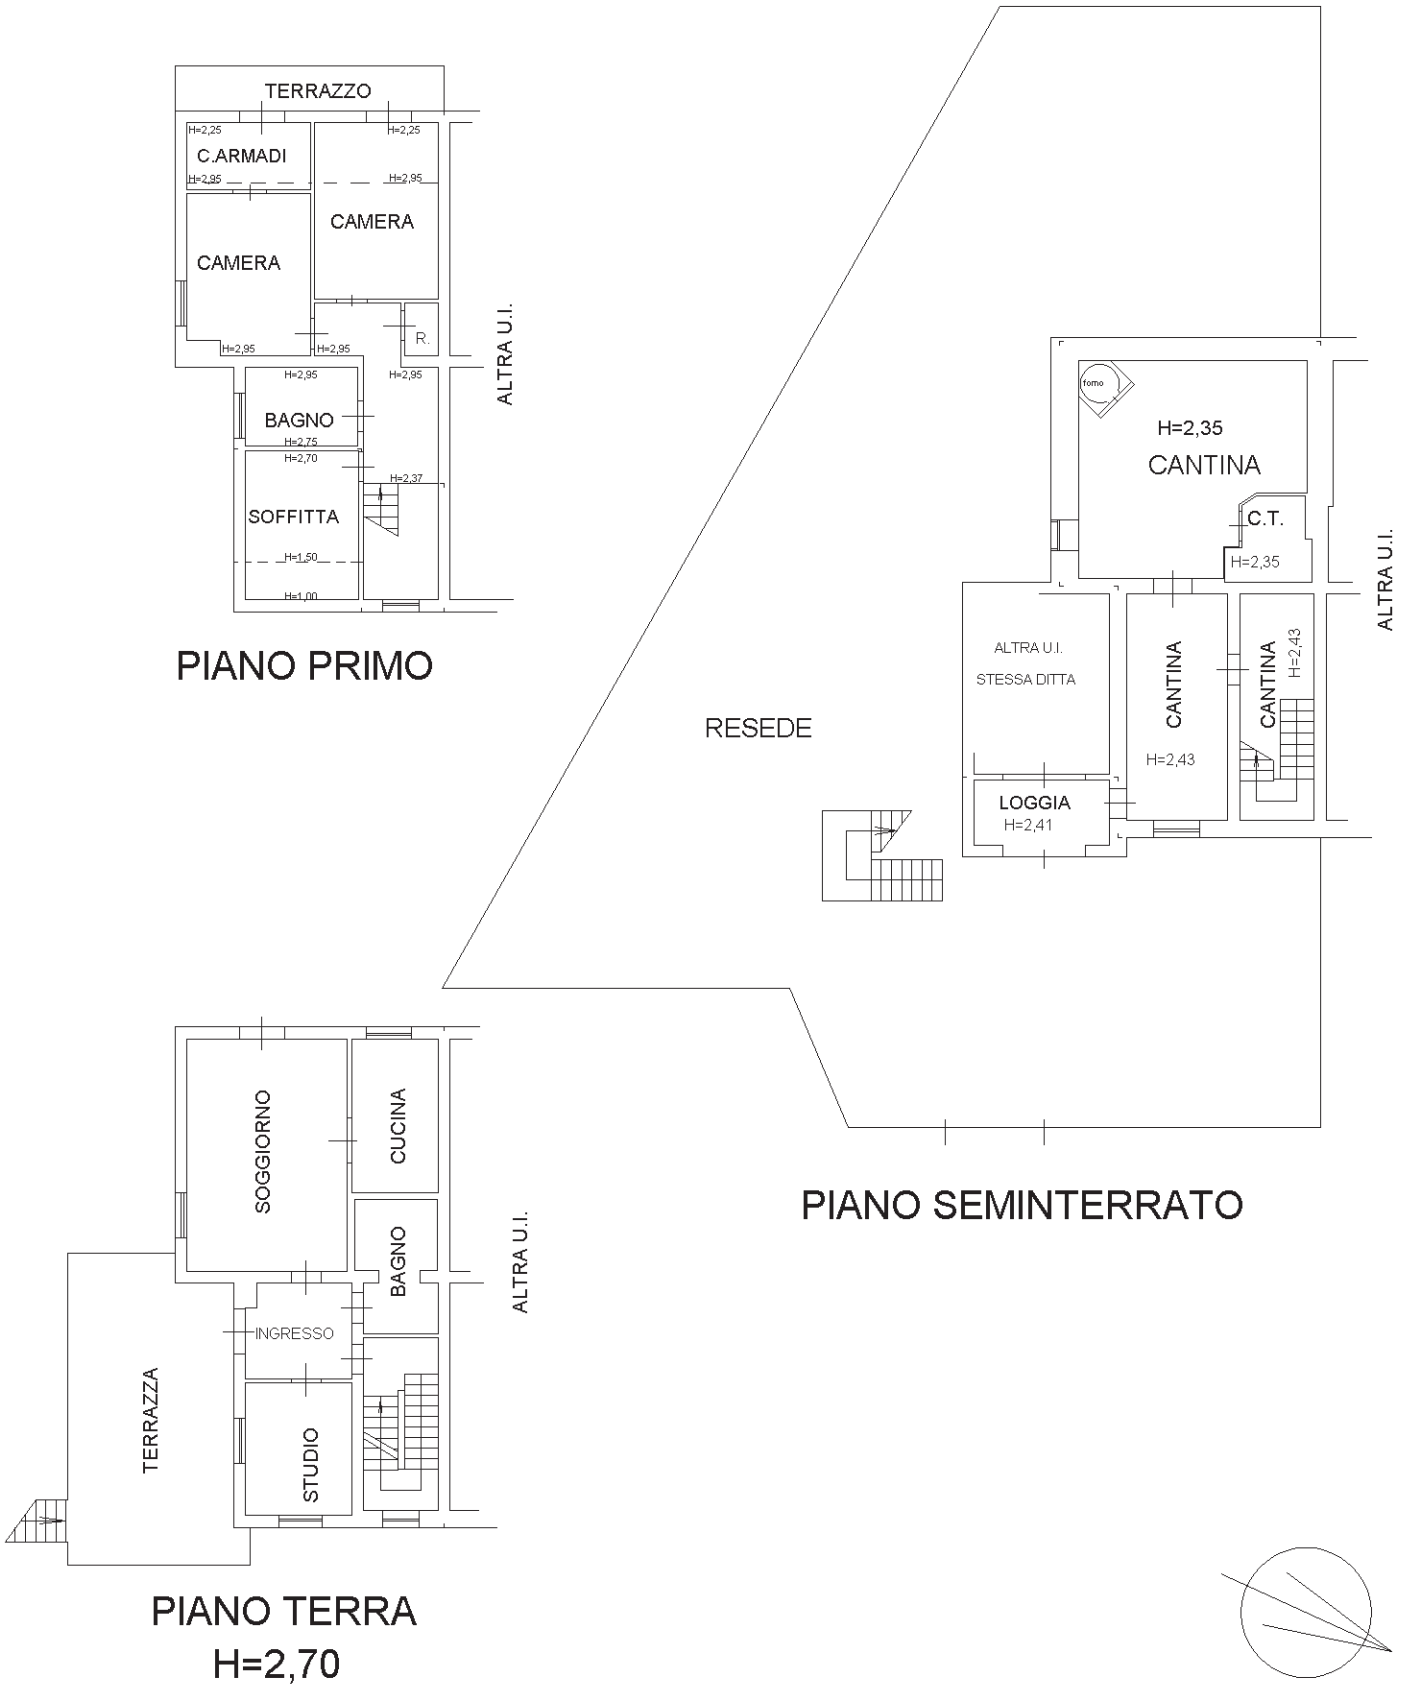 TERRAZZO
H=2,25
H=2,25
C.ARMADI
H=2,95
H=2,95
CAMERA
CAMERA
R.
H=2,95
H=2,95
H=2,95
H=2,95
BAGNO
H=2,75
H=2,70
H=2,37
SOFFITTA
H=1,50
H=1,00
ALTRA U.I.
PIANO PRIMO
forno
H=2,35
CANTINA
C.T.
H=2,35
ALTRA U.I.
ALTRA U.I.
STESSA DITTA
CANTINA
H=2,43
CANTINA
H=2,43
LOGGIA
H=2,41
RESEDE
PIANO SEMINTERRATO
SOGGIORNO
CUCINA
BAGNO
ALTRA U.I.
INGRESSO
TERRAZZA
STUDIO
PIANO TERRA
H=2,70